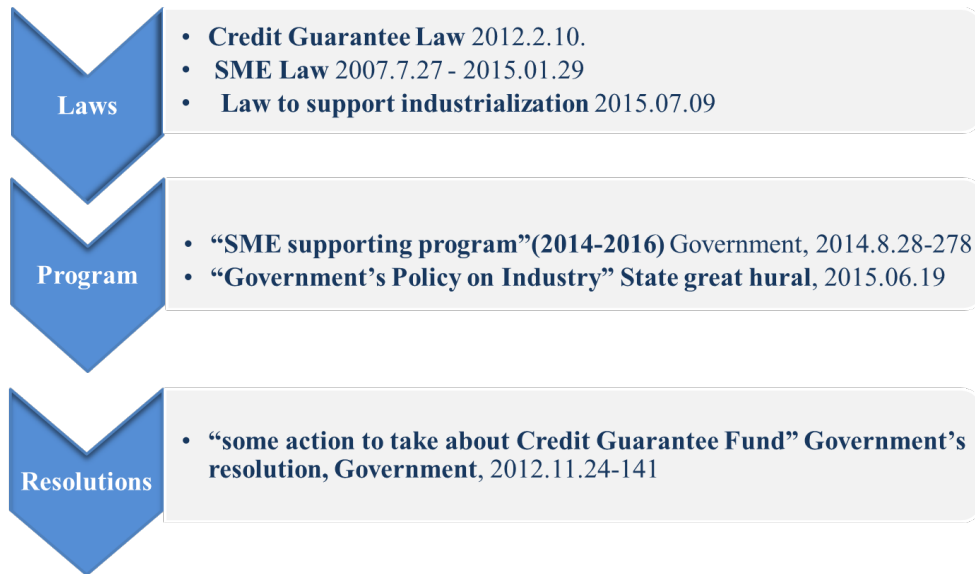 Laws
• Credit Guarantee Law 2012.2.10.
• SME Law 2007.7.27 - 2015.01.29
• Law to support industrialization 2015.07.09
Program
• “SME supporting program”(2014-2016) Government, 2014.8.28-278
• “Government’s Policy on Industry” State great hural, 2015.06.19
Resolutions
• “some action to take about Credit Guarantee Fund” Government’s
resolution, Government, 2012.11.24-141